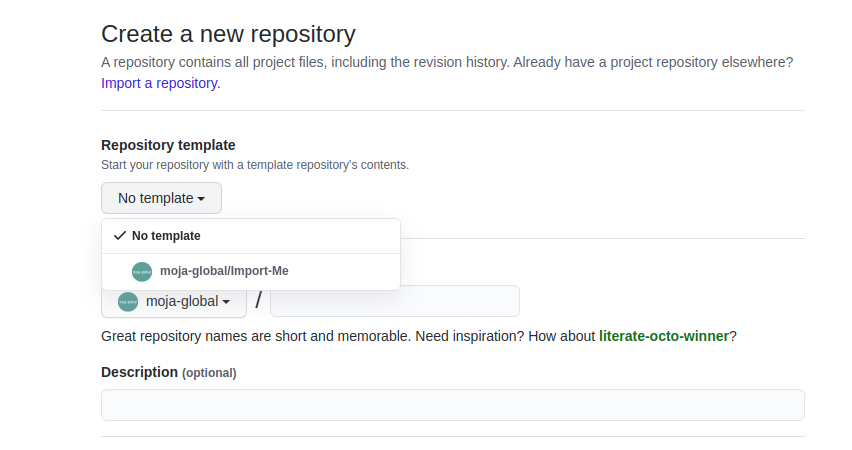 Create a new repository
A repository contains all project files, including the revision history. Already have a project repository elsewhere?
Import a repository.
Repository template
Start your repository with a template repository's contents.
No template
No template
moja-global/Import-Me
moja-global /
Great repository names are short and memorable. Need inspiration? How about literate-octo-winner?
Description (optional)